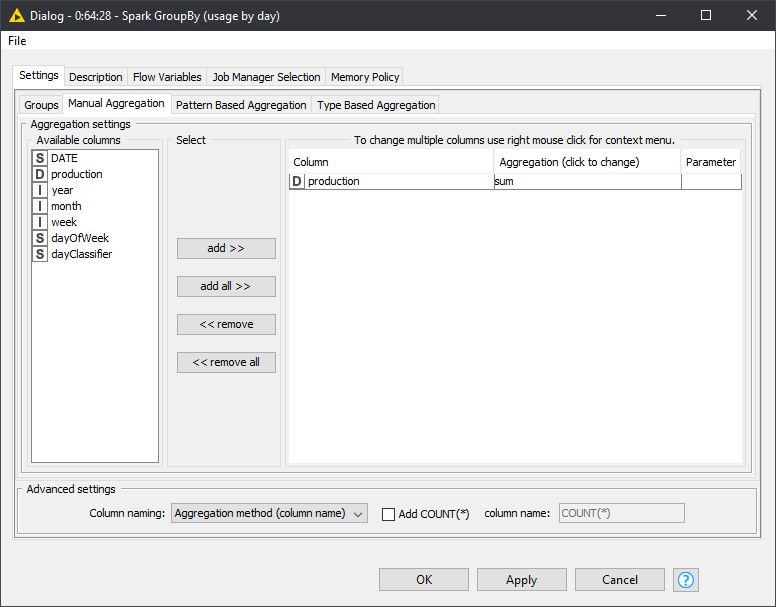 Dialog - 0:64:28 - Spark GroupBy (usage by day)
File
Settings Description Flow Variables Job Manager Selection Memory Policy
Groups Manual Aggregation Pattern Based Aggregation Type Based Aggregation
Aggregation settings
Available columns
S DATE
D production
I year
I month
I week
S dayOfWeek
S dayClassifier
Select
add >>
add all >>
<< remove
<< remove all
To change multiple columns use right mouse click for context menu.
Column Aggregation (click to change) Parameter
D production sum
Advanced settings
Column naming: Aggregation method (column name) Add COUNT(*) column name: COUNT(*)
OK Apply Cancel ?